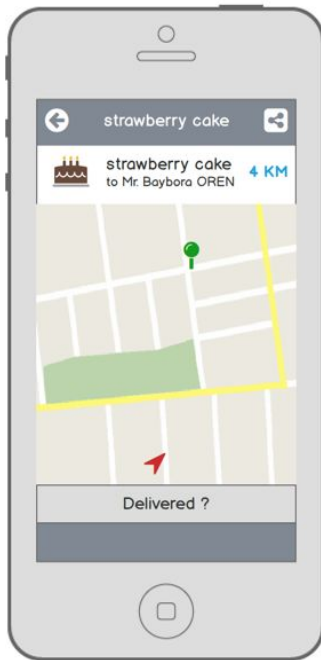 strawberry cake
strawberry cake
to Mr. Baybora OREN
4 KM
Delivered ?